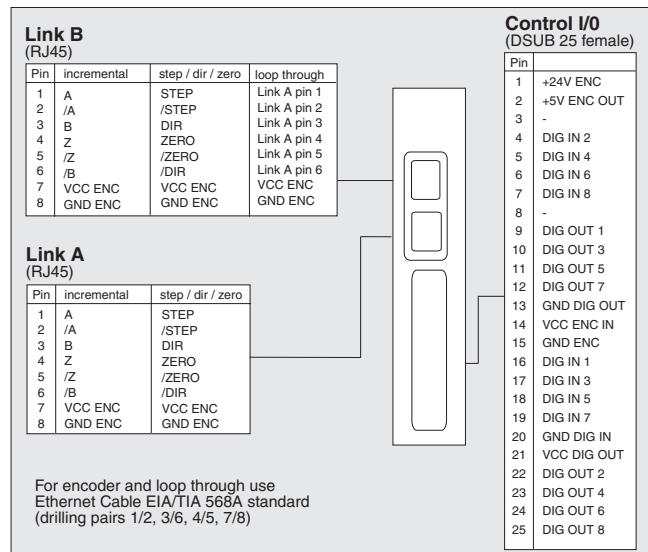 Link B
(RJ45)
Pin incremental step / dir / zero loop through
1 A STEP Link A pin 1
2 /A /STEP Link A pin 2
3 B DIR Link A pin 3
4 Z ZERO Link A pin 4
5 /Z /ZERO Link A pin 5
6 /B /DIR Link A pin 6
7 VCC ENC VCC ENC VCC ENC
8 GND ENC GND ENC GND ENC
Link A
(RJ45)
Pin incremental step / dir / zero
1 A STEP
2 /A /STEP
3 B DIR
4 Z ZERO
5 /Z /ZERO
6 /B /DIR
7 VCC ENC VCC ENC
8 GND ENC GND ENC
For encoder and loop through use
Ethernet Cable EIA/TIA 568A standard
(drilling pairs 1/2, 3/6, 4/5, 7/8)
Control I/0
(DSUB 25 female)
Pin
1 +24V ENC
2 +5V ENC OUT
3 -
4 DIG IN 2
5 DIG IN 4
6 DIG IN 6
7 DIG IN 8
8 -
9 DIG OUT 1
10 DIG OUT 3
11 DIG OUT 5
12 DIG OUT 7
13 GND DIG OUT
14 VCC ENC IN
15 GND ENC
16 DIG IN 1
17 DIG IN 3
18 DIG IN 5
19 DIG IN 7
20 GND DIG IN
21 VCC DIG OUT
22 DIG OUT 2
23 DIG OUT 4
24 DIG OUT 6
25 DIG OUT 8